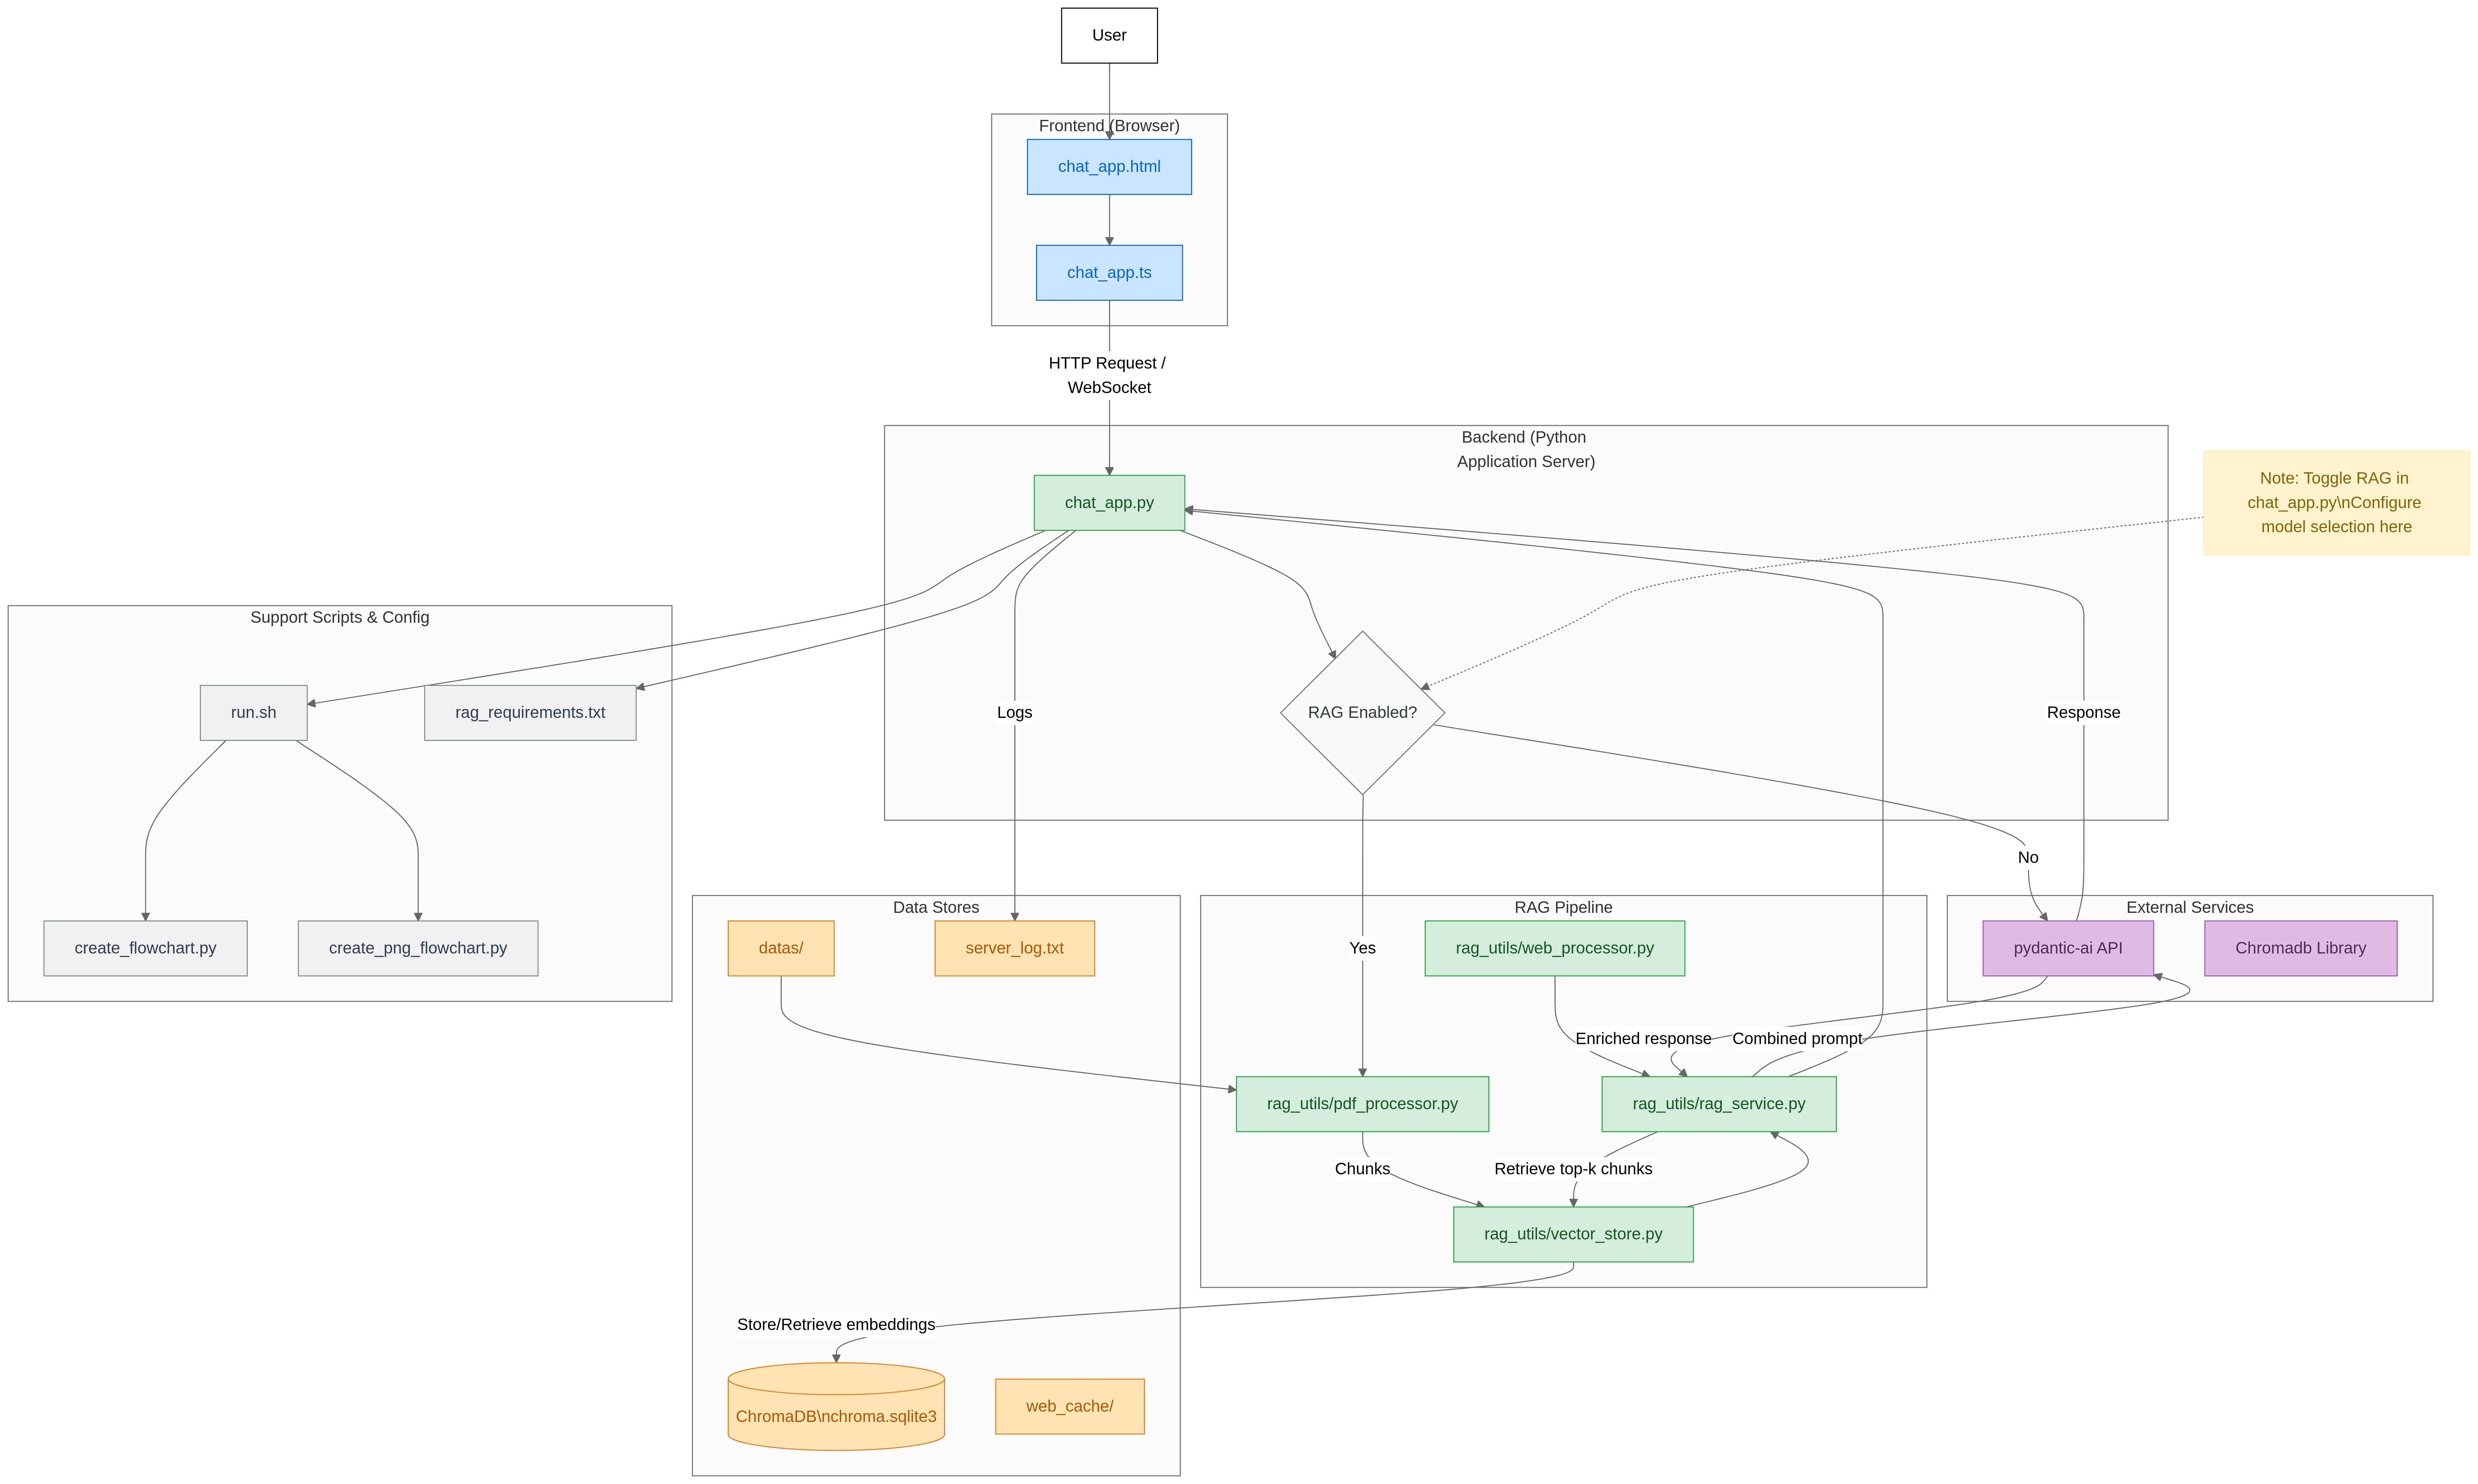 User
Frontend (Browser)
chat_app.html
chat_app.ts
HTTP Request /
WebSocket
Backend (Python
Application Server)
chat_app.py
Note: Toggle RAG in
chat_app.py\nConfigure
model selection here
Support Scripts & Config
run.sh
rag_requirements.txt
Logs
RAG Enabled?
Response
No
create_flowchart.py
create_png_flowchart.py
Data Stores
datas/
server_log.txt
RAG Pipeline
Yes
rag_utils/web_processor.py
External Services
pydantic-ai API
Chromadb Library
Enriched response
Combined prompt
rag_utils/pdf_processor.py
rag_utils/rag_service.py
Chunks
Retrieve top-k chunks
rag_utils/vector_store.py
Store/Retrieve embeddings
ChromaDB\nchroma.sqlite3
web_cache/